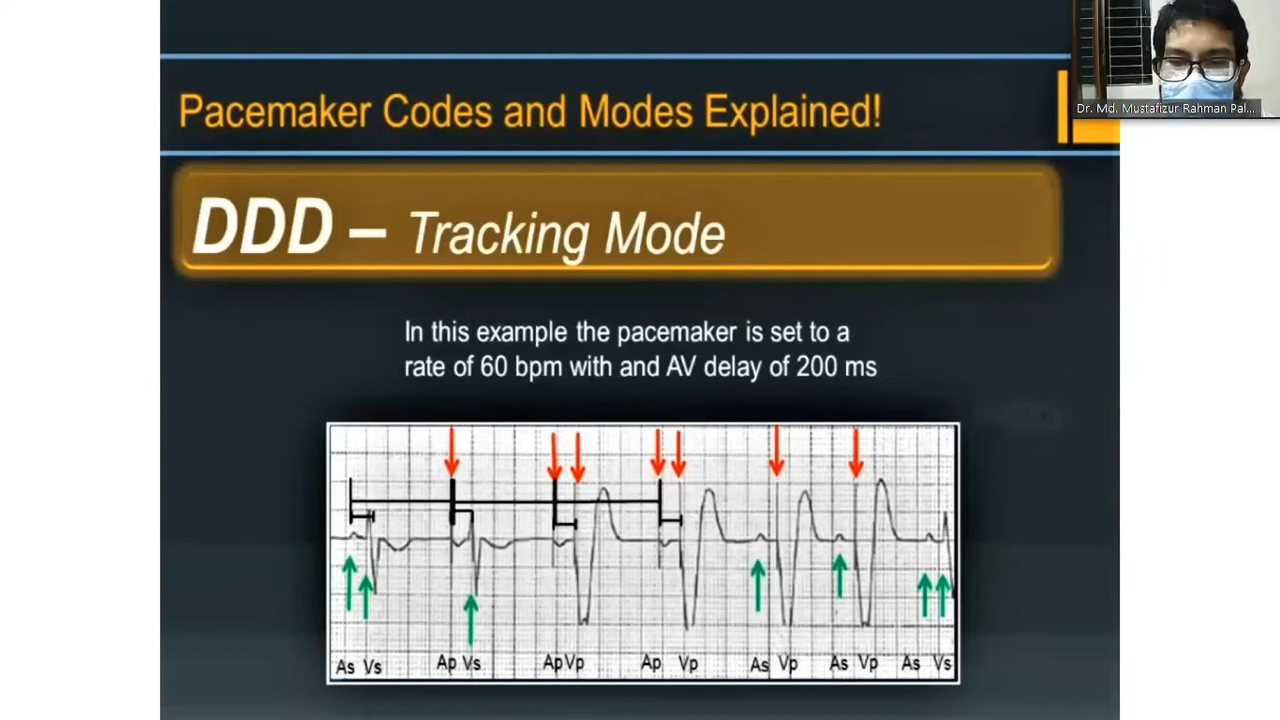 Dr. Md. Mustafizur Rahman Pal...
Pacemaker Codes and Modes Explained!
DDD – Tracking Mode
In this example the pacemaker is set to a
rate of 60 bpm with and AV delay of 200 ms
As Vs Ap Vs Ap Vp Ap Vp As Vp As Vp As Vs